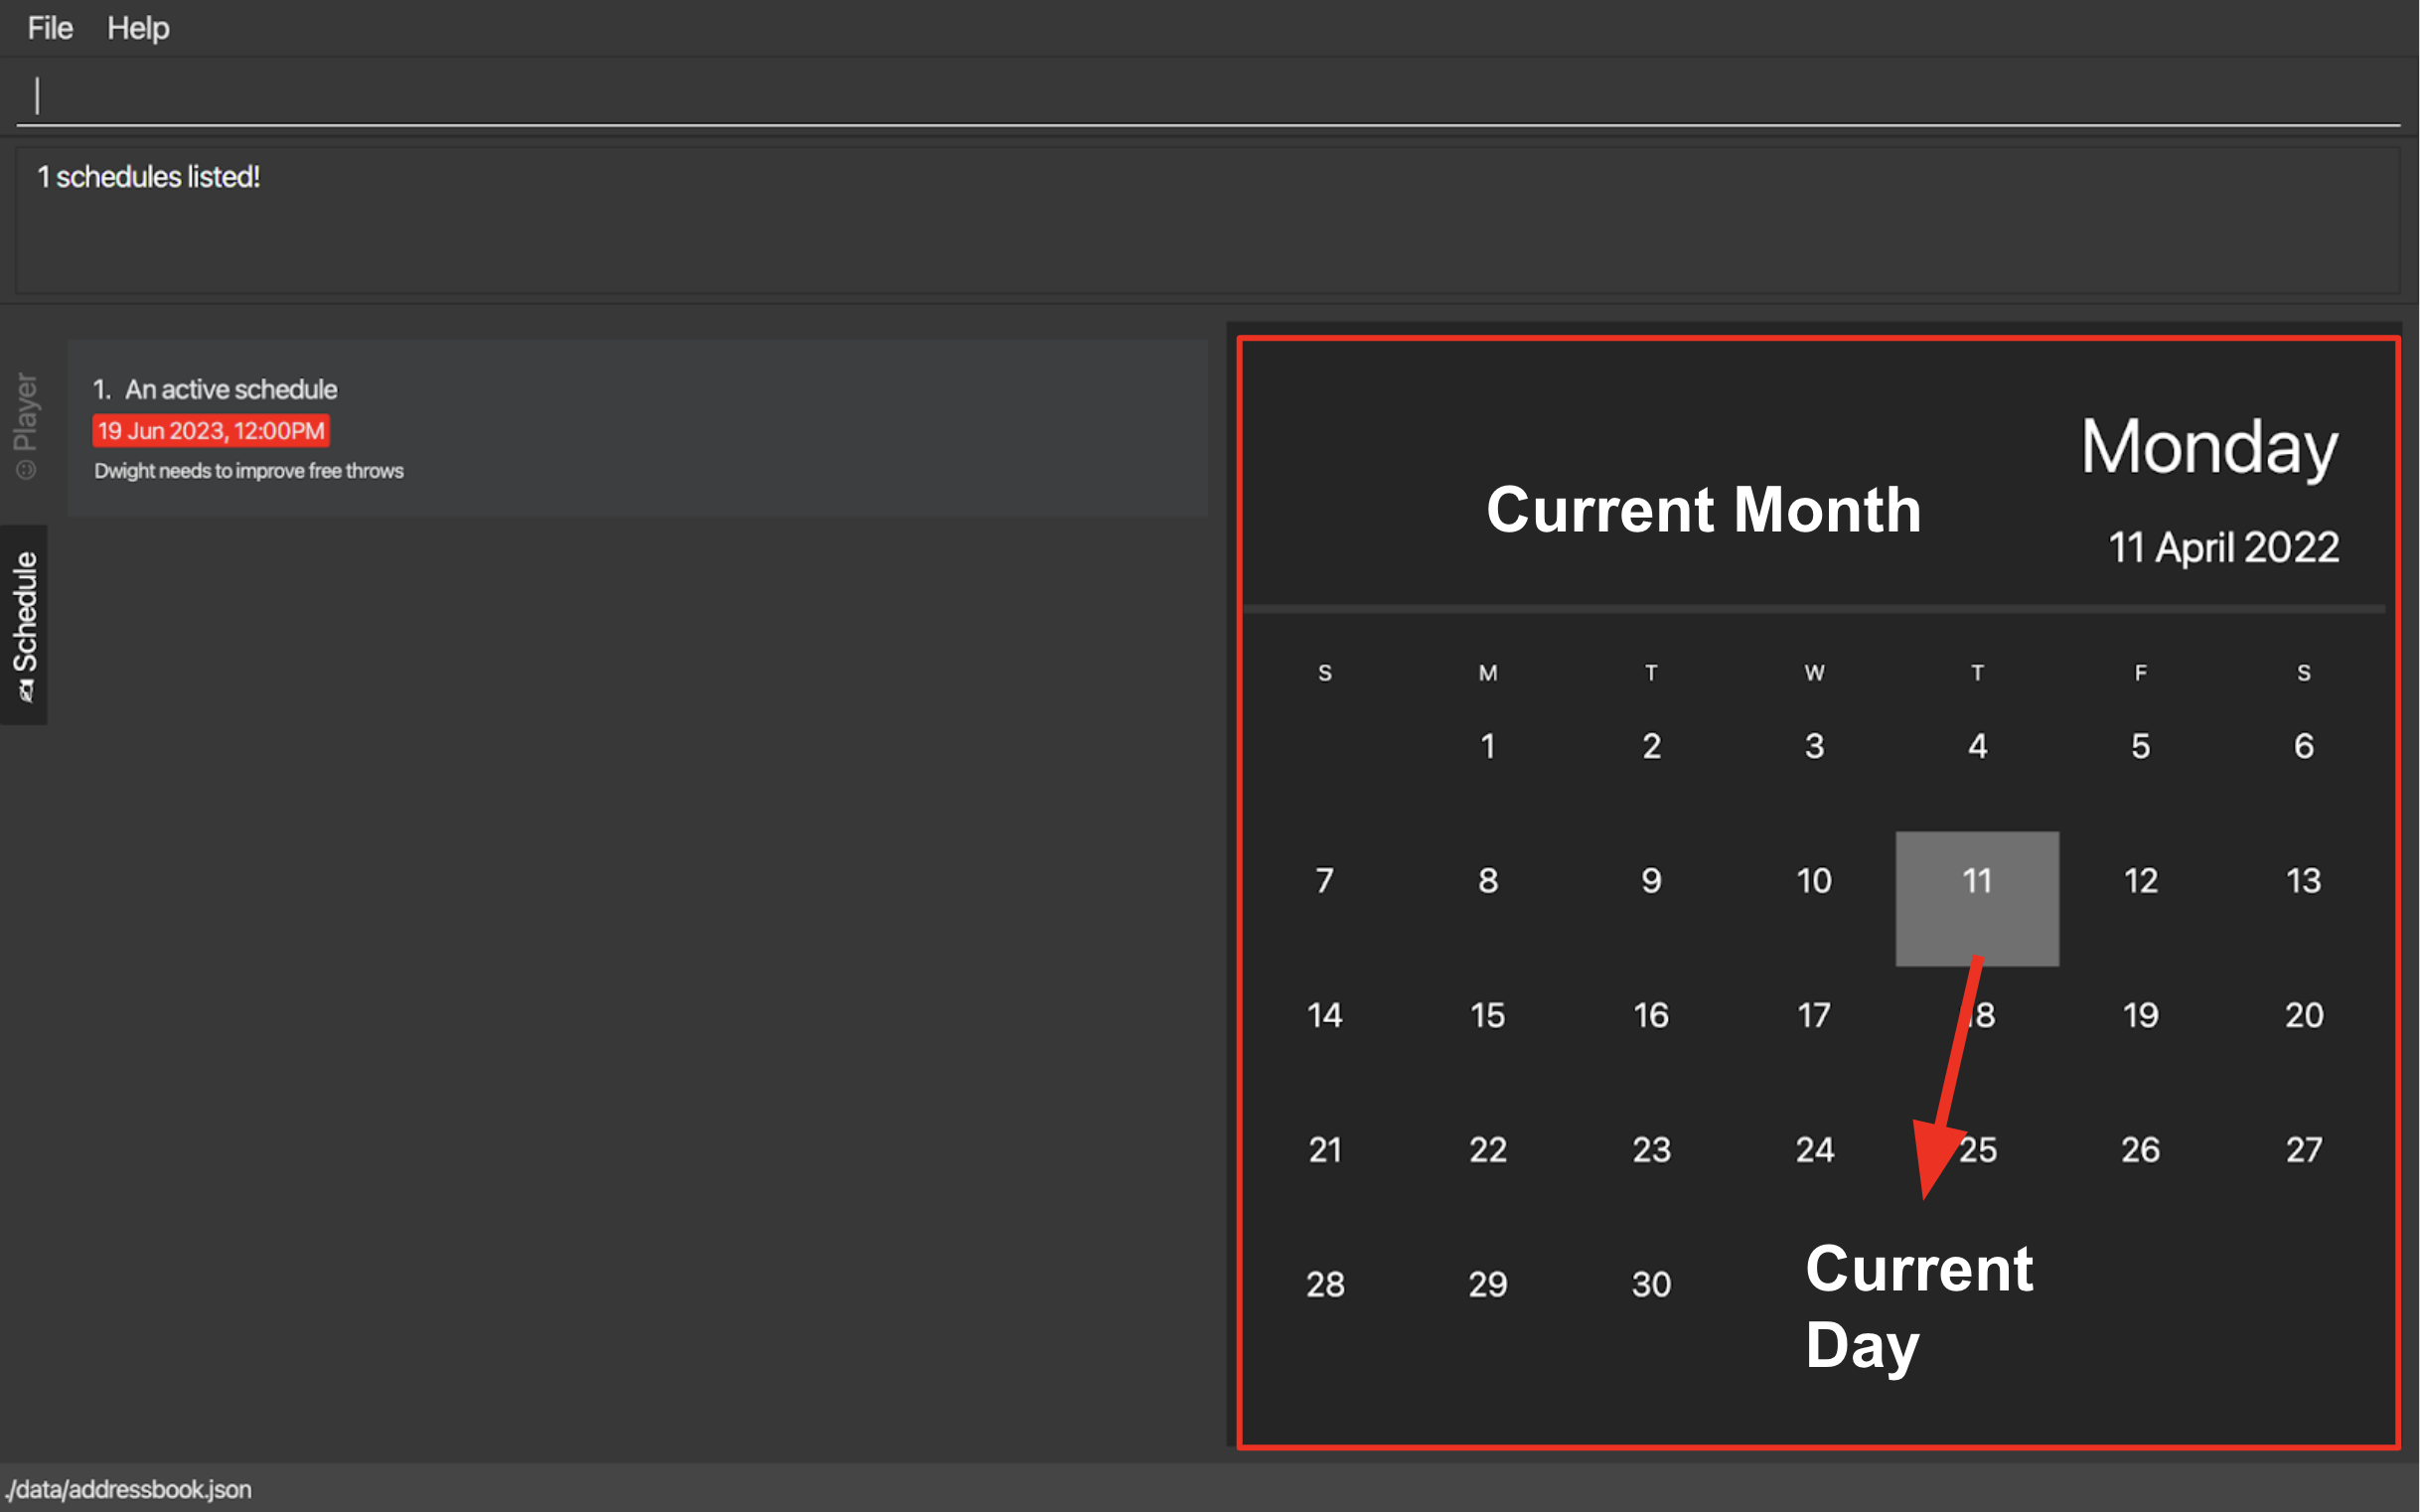 File Help
1 schedules listed!
Player
Schedule
1. An active schedule
19 Jun 2023, 12:00PM
Dwight needs to improve free throws
Monday
Current Month
11 April 2022
S M T W T F S
1 2 3 4 5 6
7 8 9 10 11 12 13
14 15 16 17 18 19 20
21 22 23 24 25 26 27
28 29 30
Current
Day
./data/addressbook.json